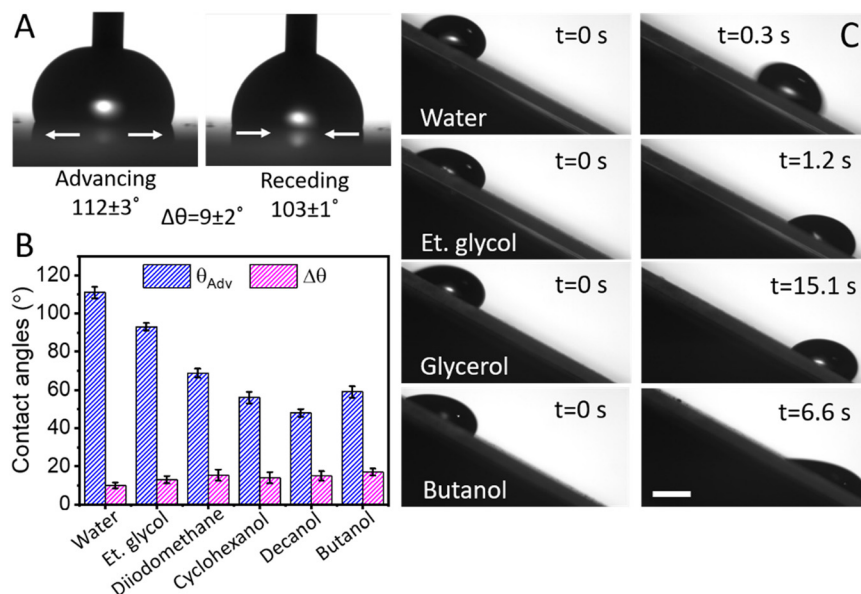 A
Advancing
112±3˚
Δθ=9±2˚
Receding
103±1˚
B
Contact angles (°)
120
100
80
60
40
20
0
θAdv
Δθ
Water
Et. glycol
Diiodomethane
Cyclohexanol
Decanol
Butanol
C
t=0 s
Water
t=0.3 s
t=0 s
Et. glycol
t=1.2 s
t=0 s
Glycerol
t=15.1 s
t=0 s
Butanol
t=6.6 s